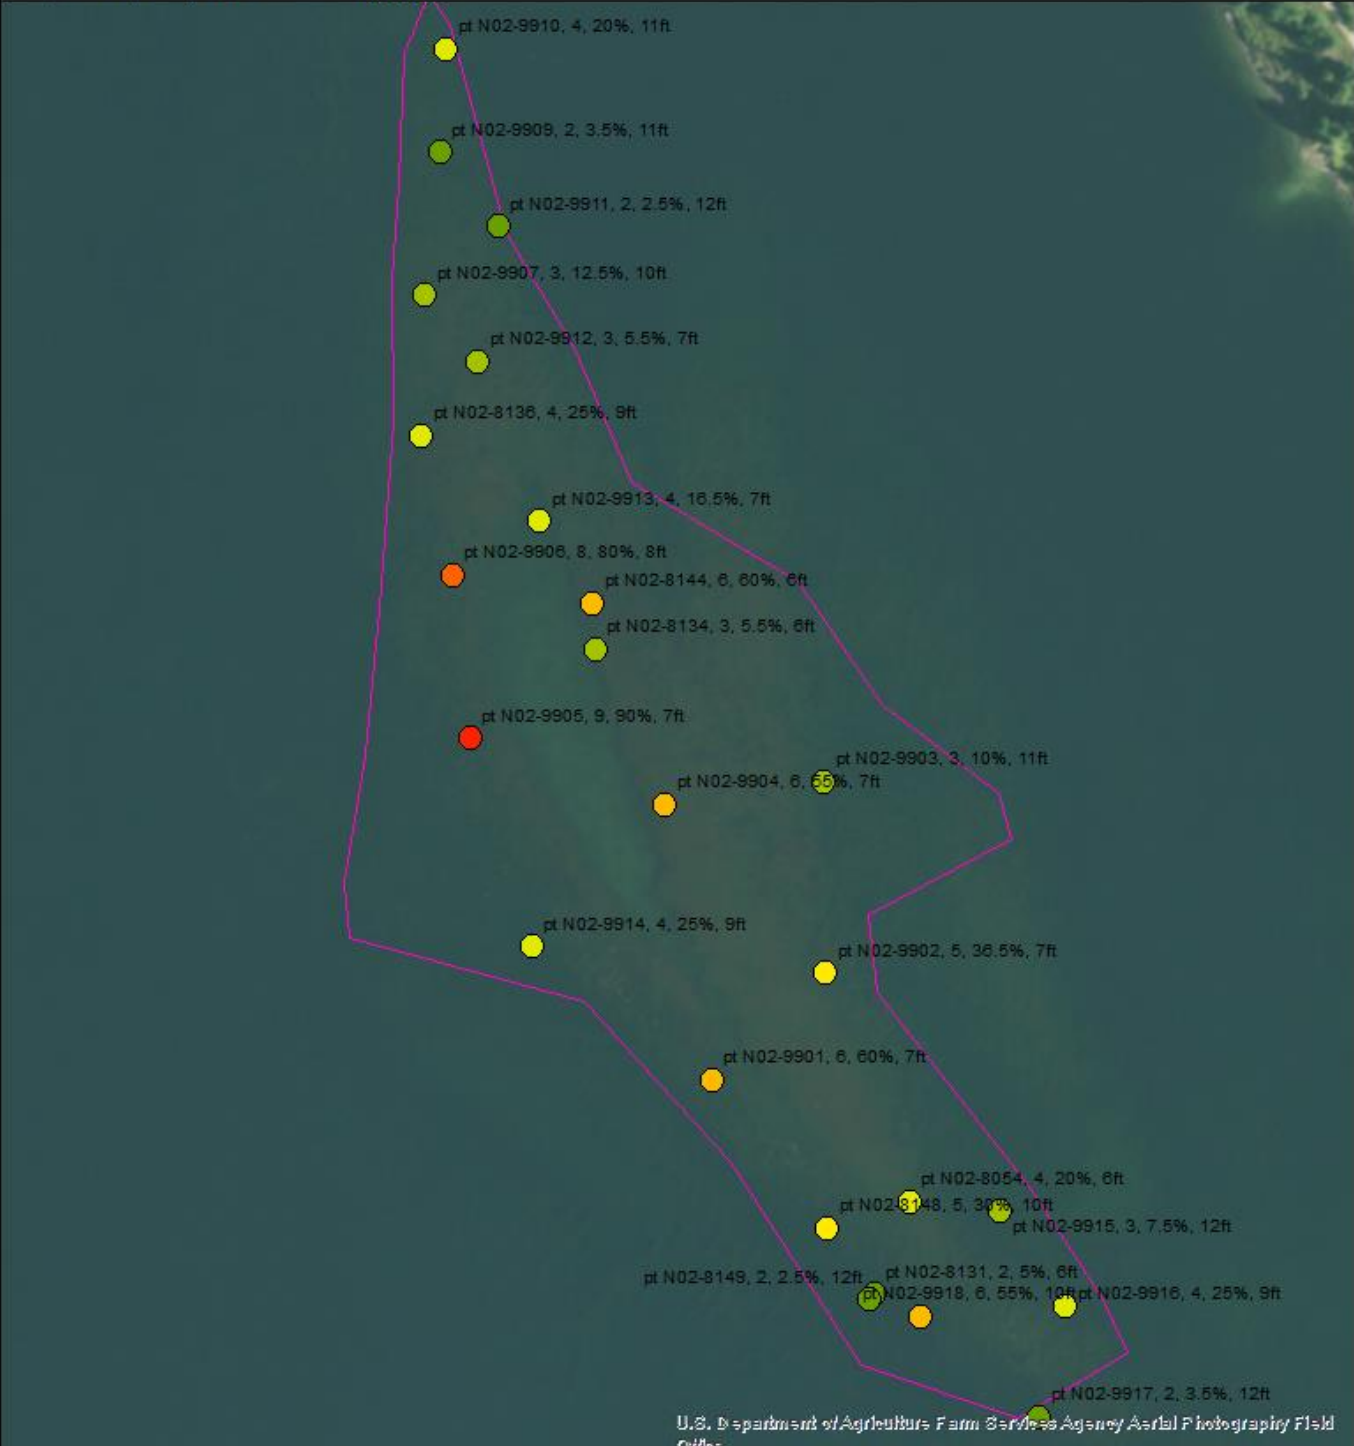 pt N02-9910, 4, 20%, 11ft
pt N02-9909, 2, 3.5%, 11ft
pt N02-9911, 2, 2.5%, 12ft
pt N02-9907, 3, 12.5%, 10ft
pt N02-9912, 3, 5.5%, 7ft
pt N02-8136, 4, 25%, 9ft
pt N02-9913, 4, 16.5%, 7ft
pt N02-9906, 8, 80%, 8ft
pt N02-8144, 6, 60%, 6ft
pt N02-8134, 3, 5.5%, 6ft
pt N02-9905, 9, 90%, 7ft
pt N02-9903, 3, 10%, 11ft
pt N02-9904, 6, 55%, 7ft
pt N02-9914, 4, 25%, 9ft
pt N02-9902, 5, 36.5%, 7ft
pt N02-9901, 6, 60%, 7ft
pt N02-8054, 4, 20%, 6ft
pt N02-8148, 5, 30%, 10ft
pt N02-9915, 3, 7.5%, 12ft
pt N02-8149, 2, 2.5%, 12ft
pt N02-8131, 2, 5%, 6ft
pt N02-9918, 6, 55%, 10ft
pt N02-9916, 4, 25%, 9ft
pt N02-9917, 2, 3.5%, 12ft
U.S. Department of Agriculture Farm Services Agency Aerial Photography Field
Office